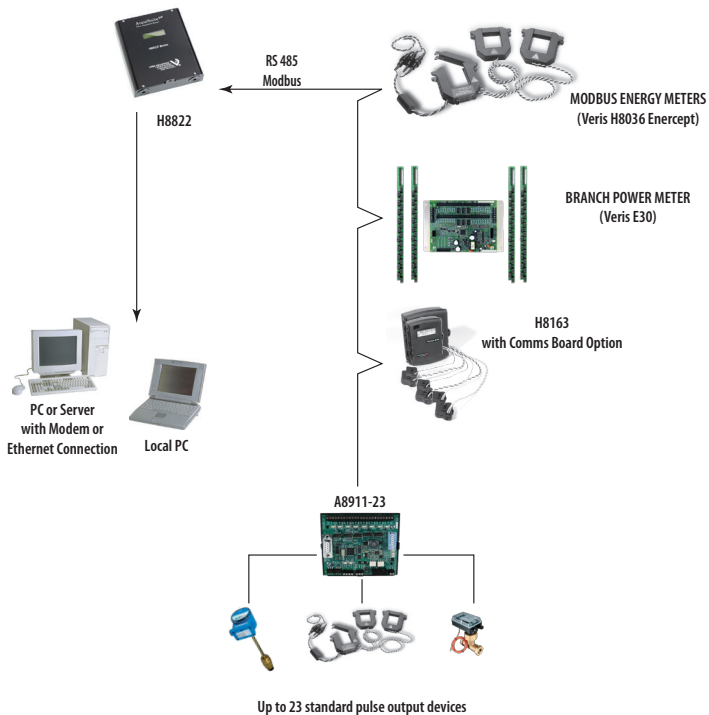 RS 485
Modbus
H8822
MODBUS ENERGY METERS
(Veris H8036 Enercept)
BRANCH POWER METER
(Veris E30)
H8163
with Comms Board Option
PC or Server
with Modem or
Ethernet Connection
Local PC
A8911-23
Up to 23 standard pulse output devices